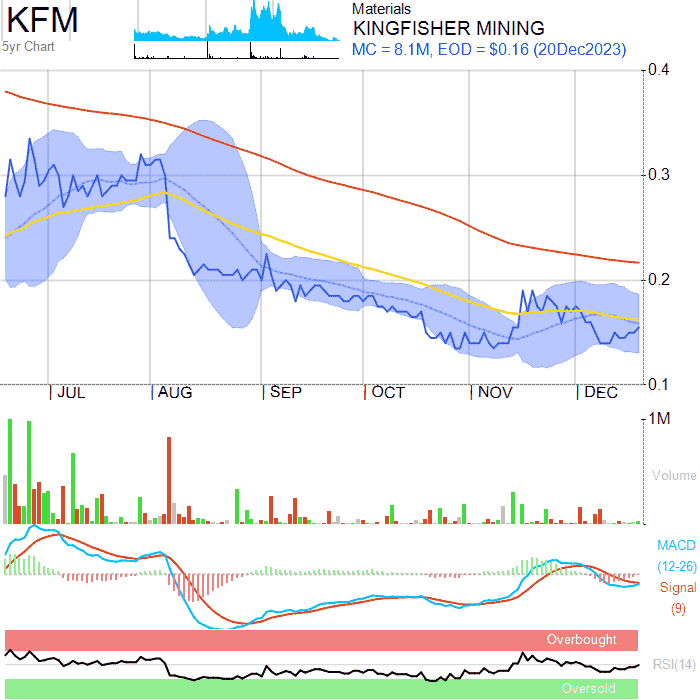 KFM
5yr Chart
Materials
KINGFISHER MINING
MC = 8.1M, EOD = $0.16 (20Dec2023)
0.4
0.3
0.2
0.1
JUL
AUG
SEP
OCT
NOV
DEC
1M
Volume
MACD
(12-26)
Signal
(9)
Overbought
RSI(14)
Oversold